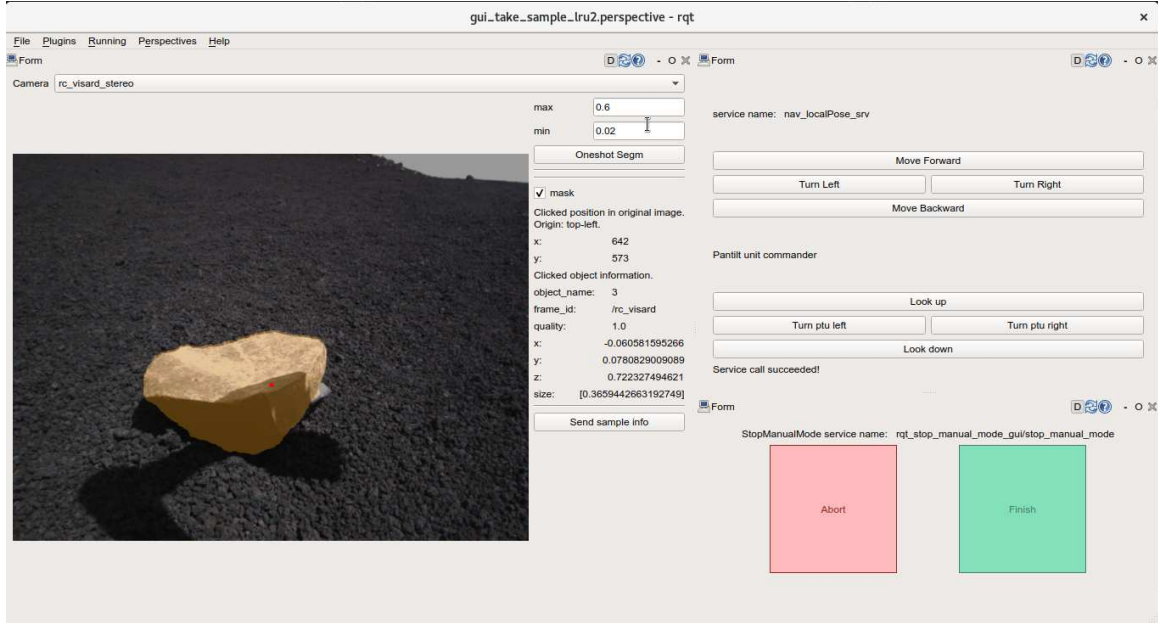 gui_take_sample_lru2.perspective - rqt
File Plugins Running Perspectives Help
Form
D
- O
Camera rc_visard_stereo
max 0.6
min 0.02
Oneshot Segm
mask
Clicked position in original image.
Origin: top-left.
x: 642
y: 573
Clicked object information.
object_name: 3
frame_id: /rc_visard
quality: 1.0
x: -0.060581595266
y: 0.0780829009089
z: 0.722327494621
size: [0.3659442663192749]
Send sample info
Form
D
- O
service name: nav_localPose_srv
Move Forward
Turn Left Turn Right
Move Backward
Pantilt unit commander
Look up
Turn ptu left Turn ptu right
Look down
Service call succeeded!
Form
D
- O
StopManualMode service name: rqt_stop_manual_mode_gui/stop_manual_mode
Abort Finish